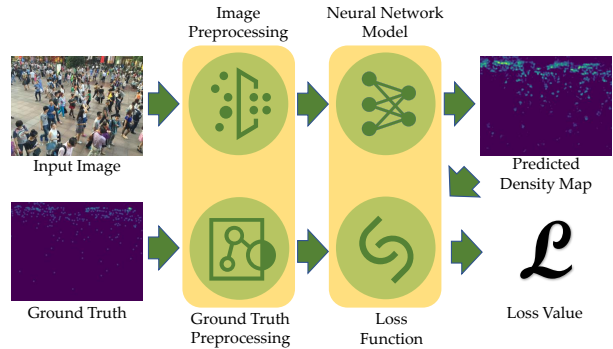 Image
Preprocessing
Neural Network
Model
Input Image
Predicted
Density Map
ℒ
Ground Truth
Ground Truth
Preprocessing
Loss
Function
Loss Value